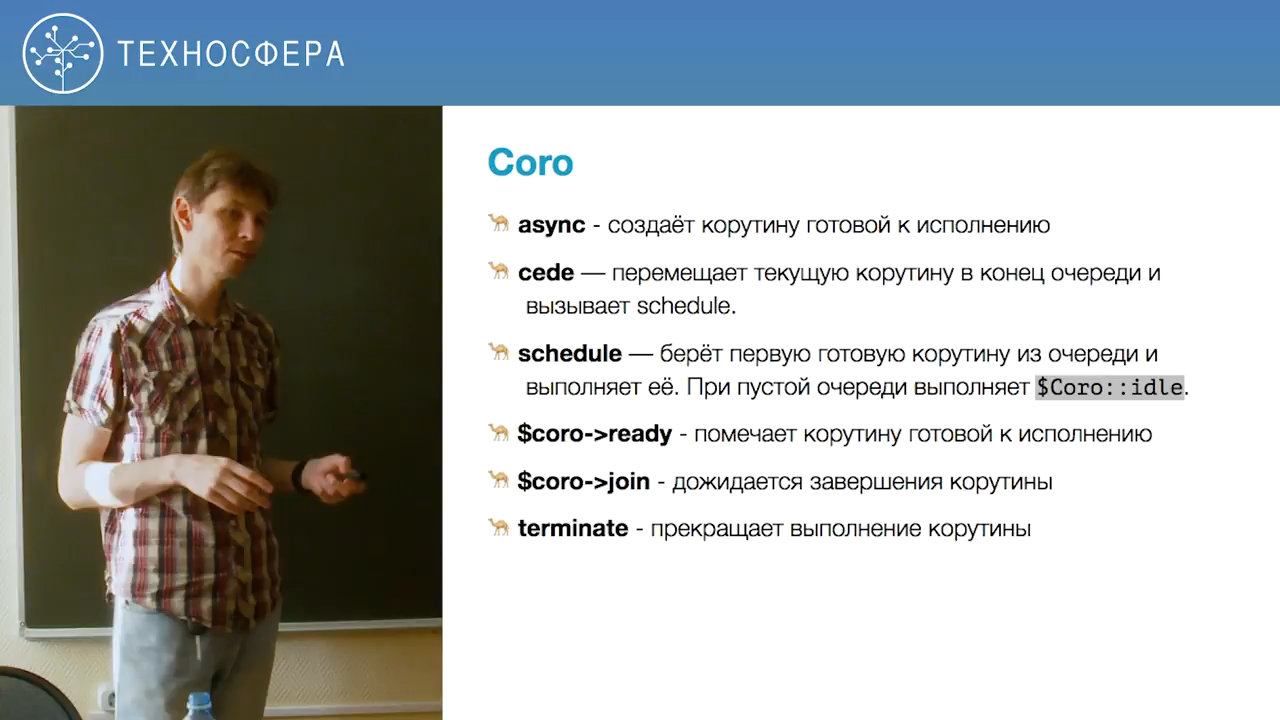 ТЕХНОСФЕРА
Coro
async - создаёт корутину готовой к исполнению
cede — перемещает текущую корутину в конец очереди и
вызывает schedule.
schedule — берёт первую готовую корутину из очереди и
выполняет её. При пустой очереди выполняет $Coro::idle.
$coro->ready - помечает корутину готовой к исполнению
$coro->join - дожидается завершения корутины
terminate - прекращает выполнение корутины